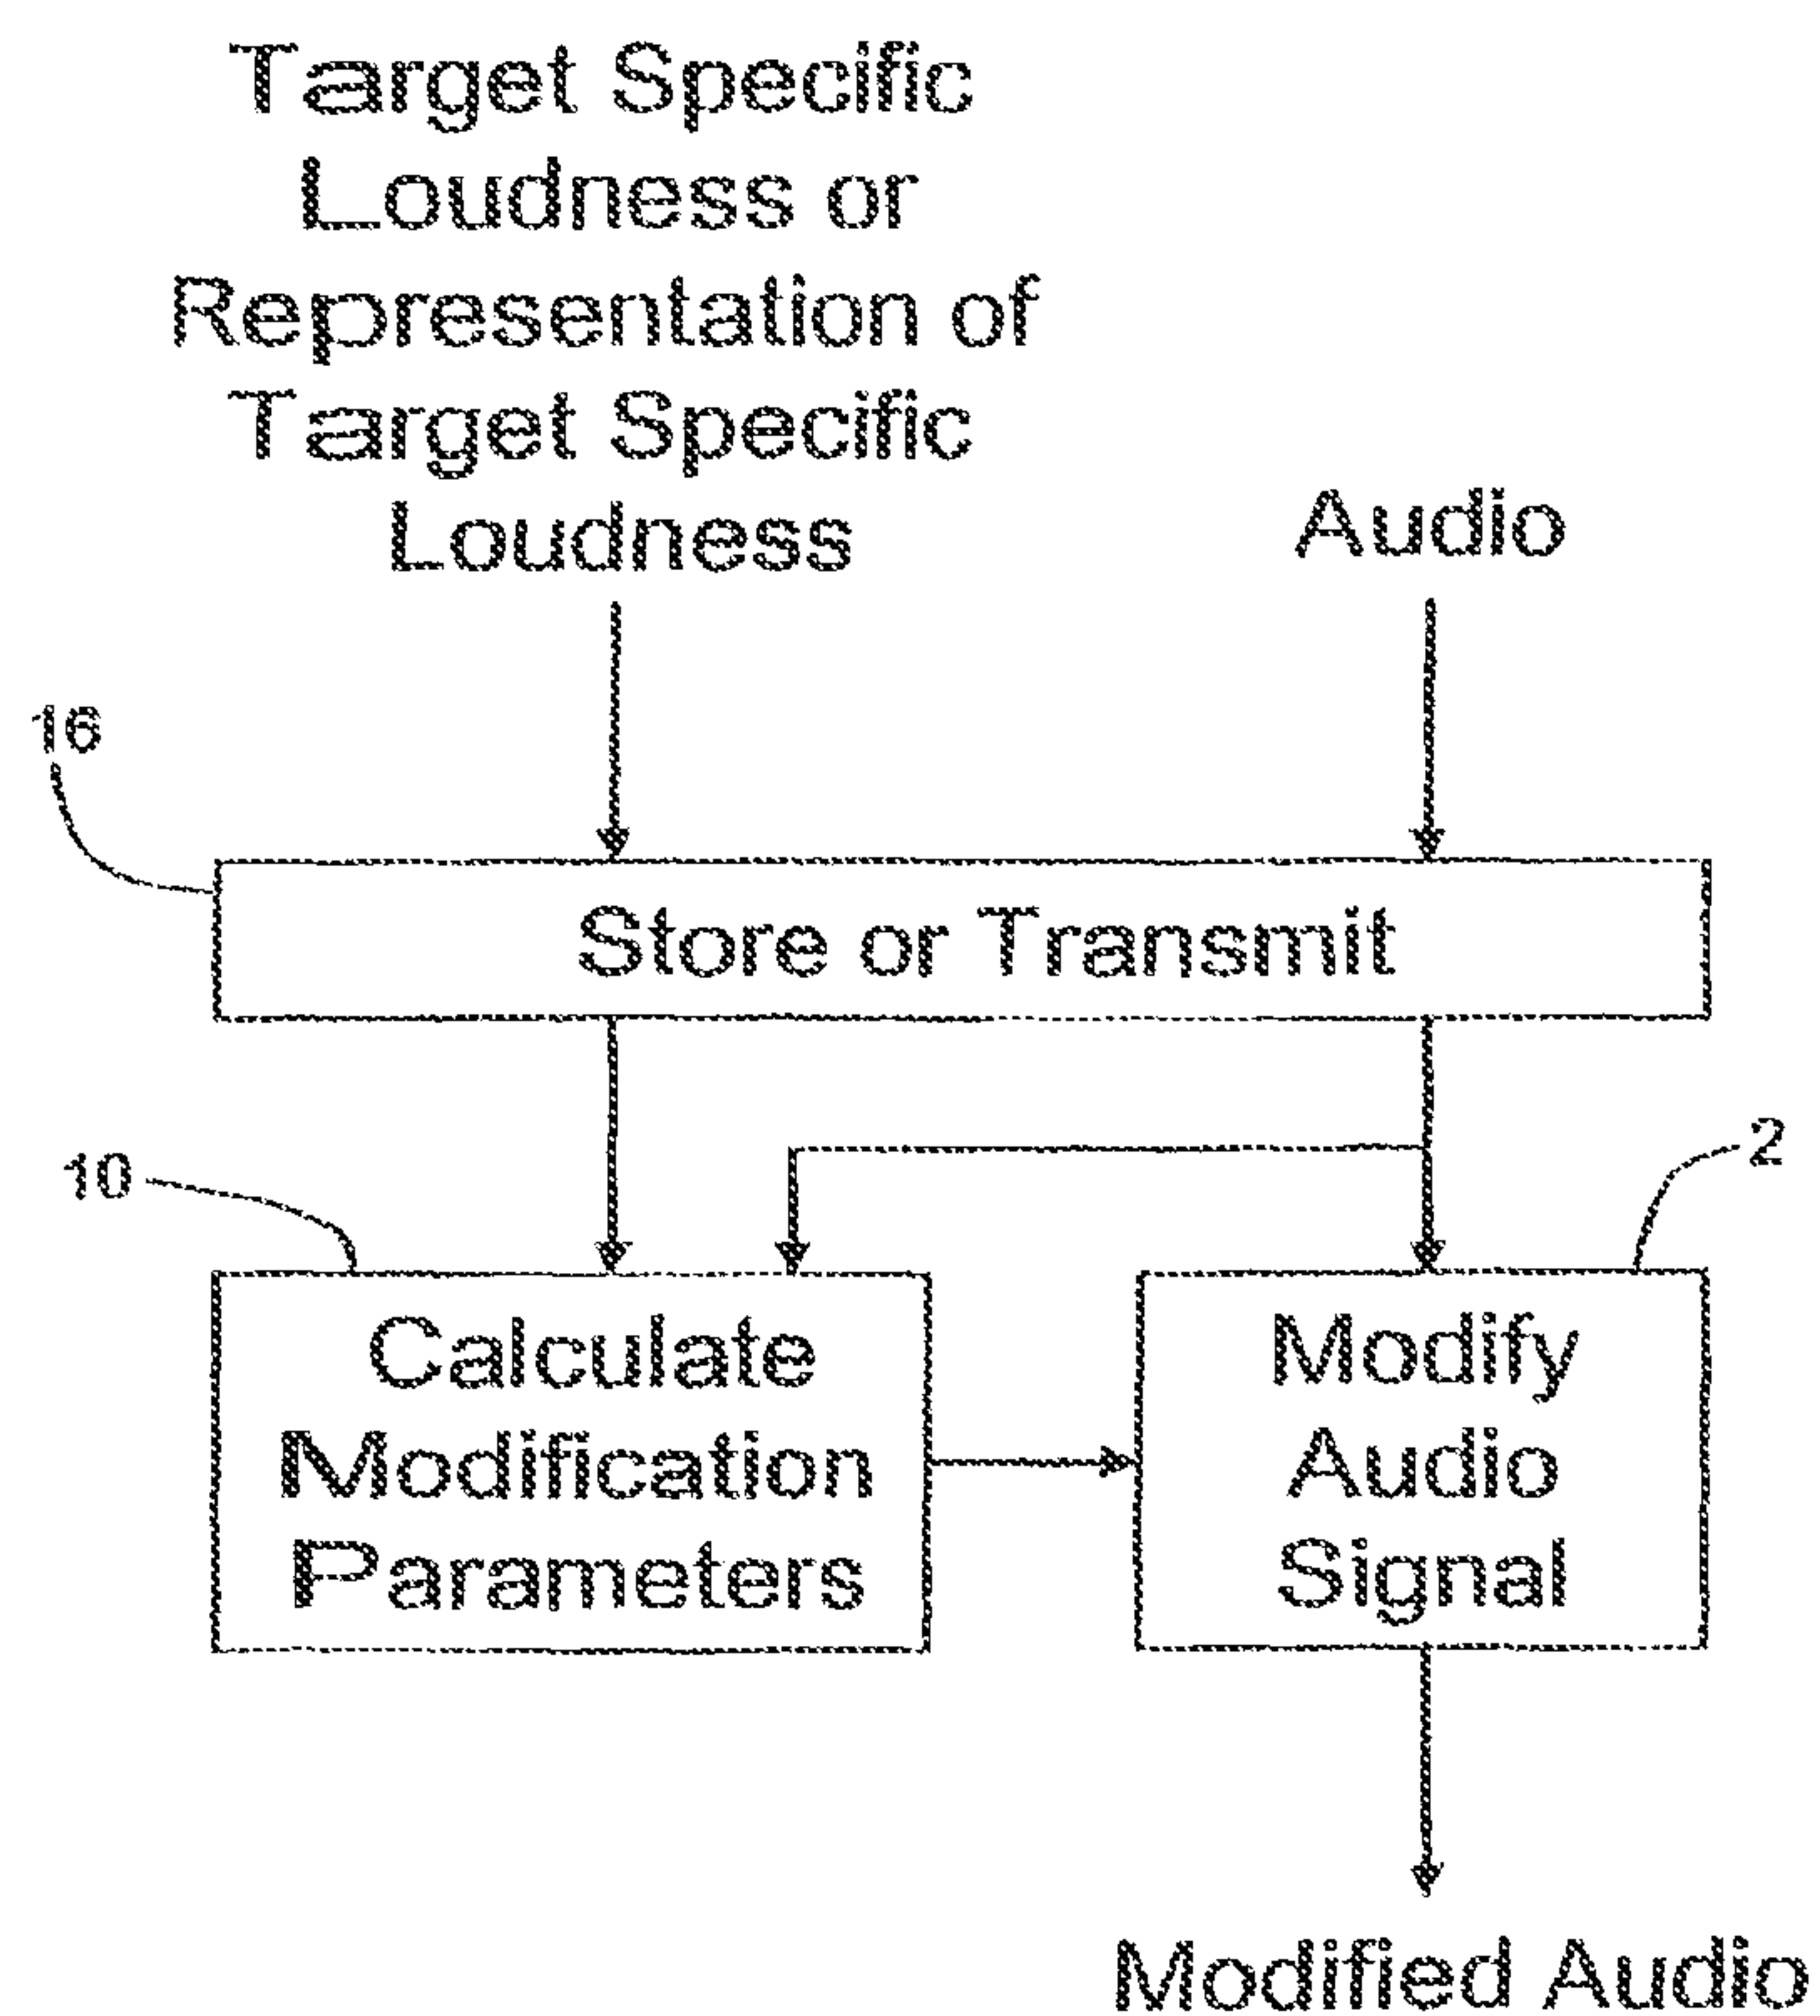 Target Specific
Loudness or
Representation of
Target Specific
Loudness
Audio
16
Store or Transmit
10
2
Calculate
Modification
Parameters
Modify
Audio
Signal
Modified Audio